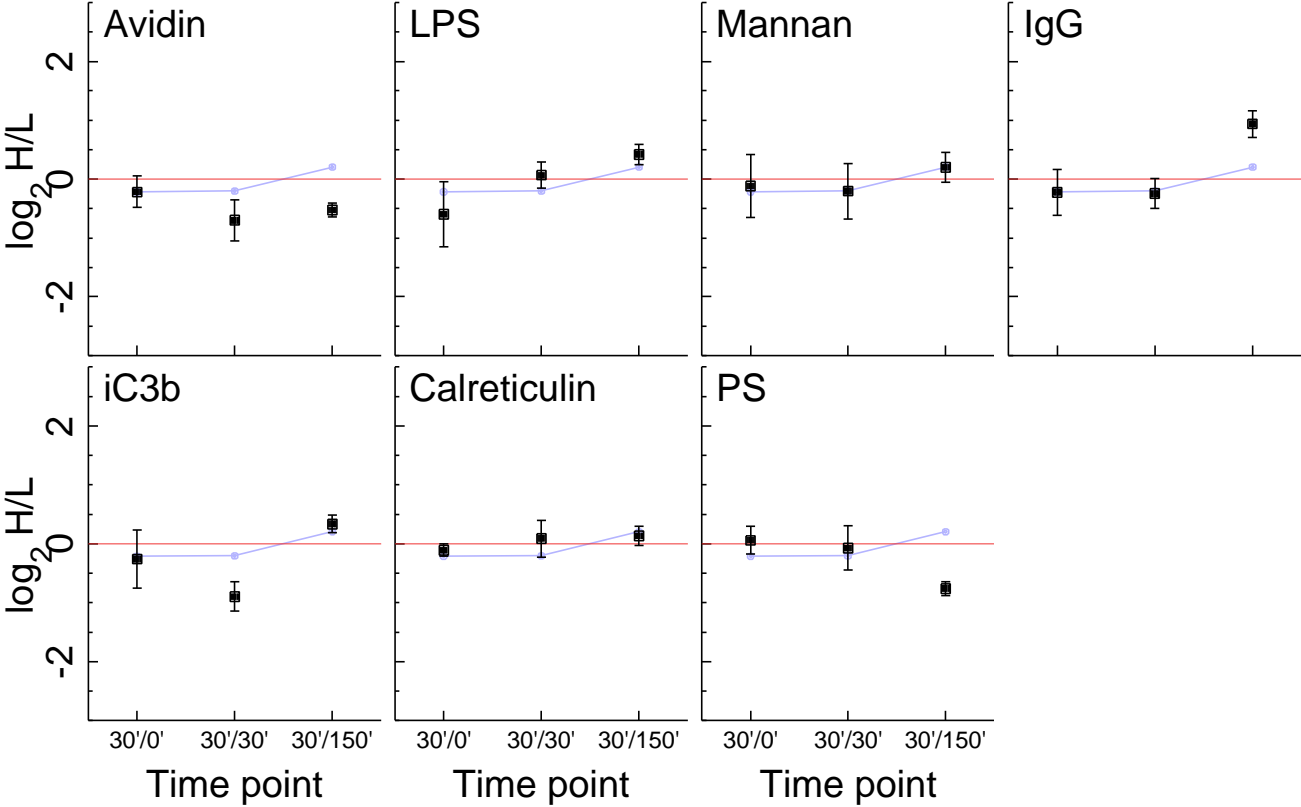 Avidin LPS Mannan IgG
log2 H/L
2
0
-2
iC3b Calreticulin PS
log2 H/L
2
0
-2
30'/0' 30'/30' 30'/150' 30'/0' 30'/30' 30'/150' 30'/0' 30'/30' 30'/150'
Time point Time point Time point